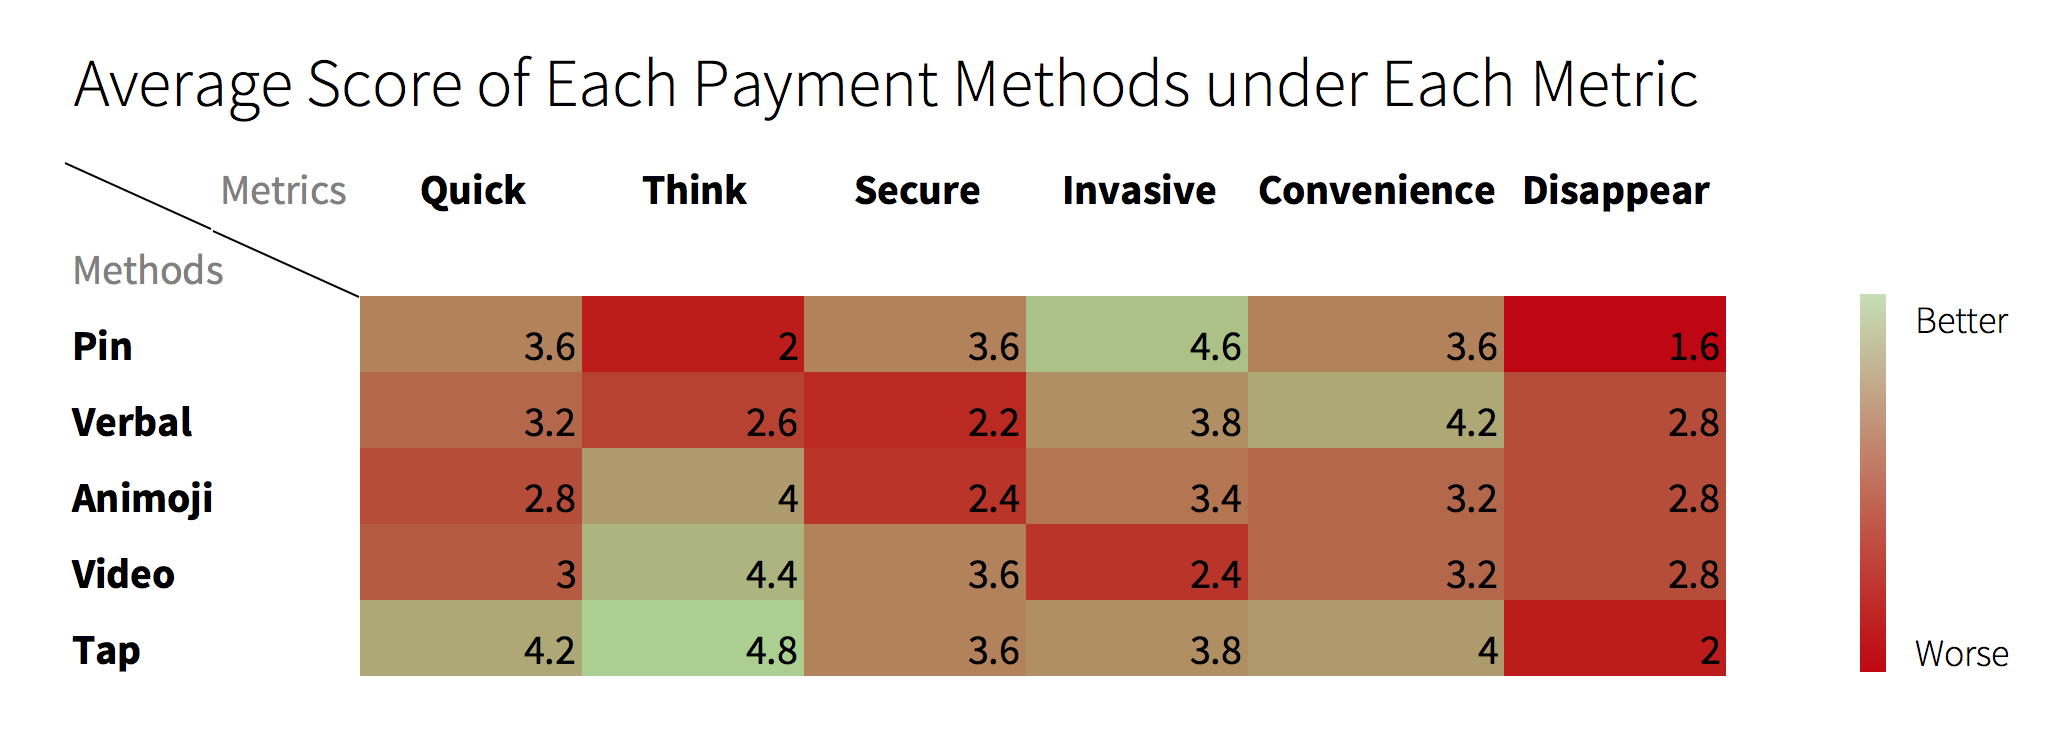 Average Score of Each Payment Methods under Each Metric
Metrics Quick Think Secure Invasive Convenience Disappear
Methods
Pin 3.6 2 3.6 4.6 3.6 1.6
Verbal 3.2 2.6 2.2 3.8 4.2 2.8
Animoji 2.8 4 2.4 3.4 3.2 2.8
Video 3 4.4 3.6 2.4 3.2 2.8
Tap 4.2 4.8 3.6 3.8 4 2
Better
Worse